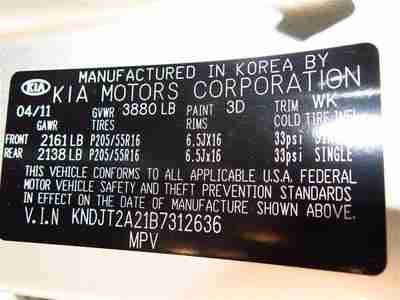 MANUFACTURED IN KOREA BY
KIA KIA MOTORS CORPORATION
04/11 GVWR 3880 LB PAINT 3D TRIM WK
GAWR TIRES RIMS COLD TIRE INFL
FRONT 2161 LB P205/55R16 6.5JX16 33psi SINGLE
REAR 2138 LB P205/55R16 6.5JX16 33psi SINGLE
THIS VEHICLE CONFORMS TO ALL APPLICABLE U.S.A. FEDERAL
MOTOR VEHICLE SAFETY AND THEFT PREVENTION STANDARDS
IN EFFECT ON THE DATE OF MANUFACTURE SHOWN ABOVE.
V.I.N KNDJT2A21B7312636
MPV